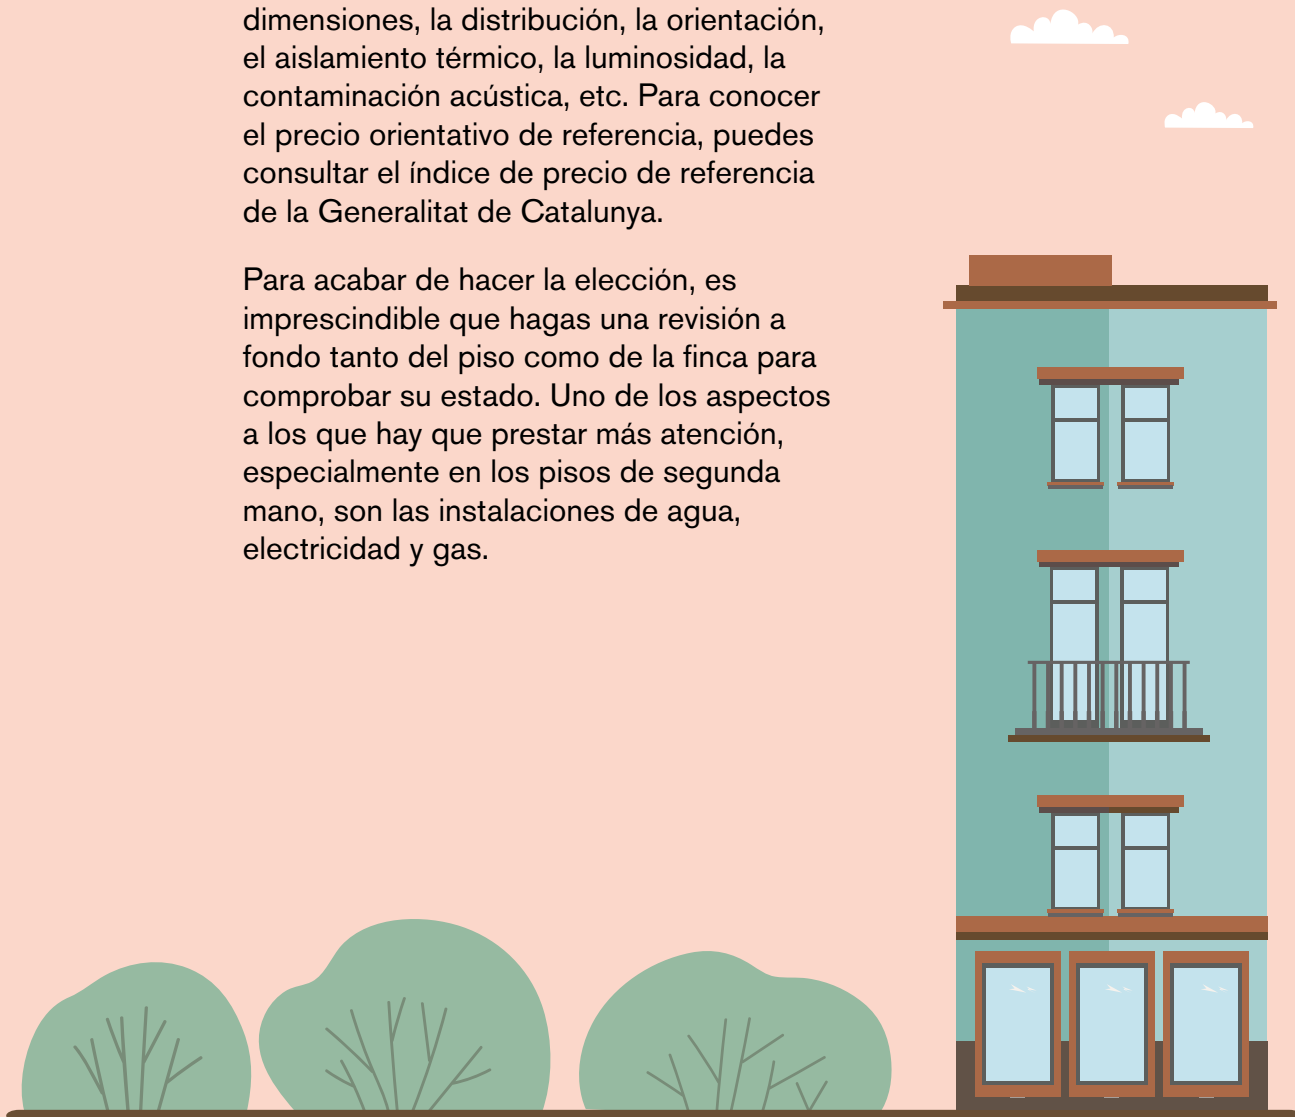 dimensiones, la distribución, la orientación,
el aislamiento térmico, la luminosidad, la
contaminación acústica, etc. Para conocer
el precio orientativo de referencia, puedes
consultar el índice de precio de referencia
de la Generalitat de Catalunya.
Para acabar de hacer la elección, es
imprescindible que hagas una revisión a
fondo tanto del piso como de la finca para
comprobar su estado. Uno de los aspectos
a los que hay que prestar más atención,
especialmente en los pisos de segunda
mano, son las instalaciones de agua,
electricidad y gas.